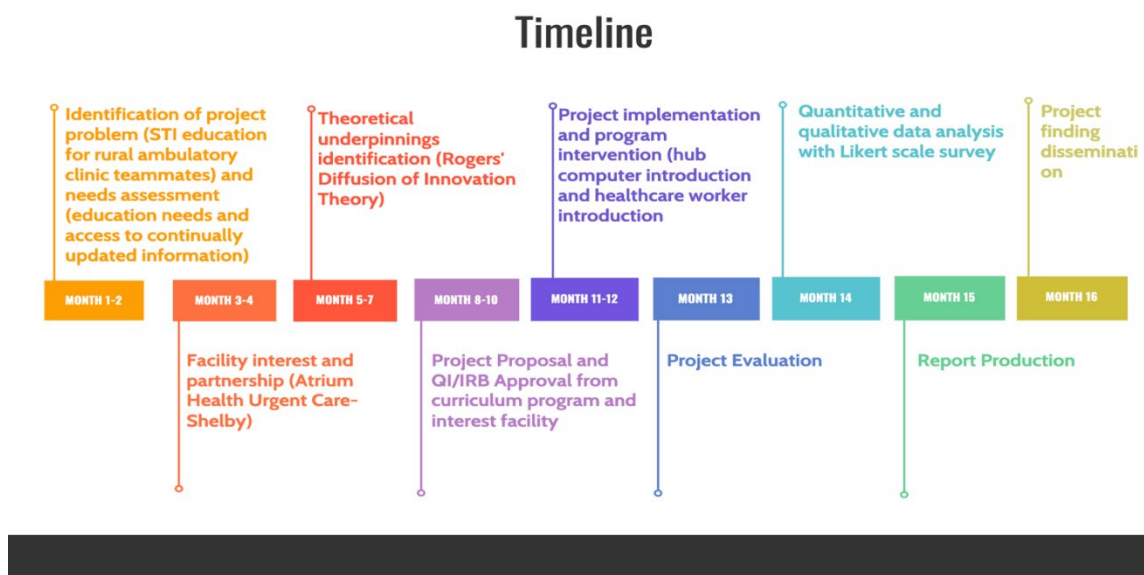 Timeline
Identification of project
problem (STI education
for rural ambulatory
clinic teammates) and
needs assessment
(education needs and
access to continually
updated information)
Theoretical
underpinnings
identification (Rogers'
Diffusion of Innovation
Theory)
Project implementation
and program
intervention (hub
computer introduction
and healthcare worker
introduction
Quantitative and
qualitative data analysis
with Likert scale survey
Project
finding
disseminati
on
MONTH 1-2
MONTH 3-4
MONTH 5-7
MONTH 8-10
MONTH 11-12
MONTH 13
MONTH 14
MONTH 15
MONTH 16
Facility interest and
partnership (Atrium
Health Urgent Care-
Shelby)
Project Proposal and
QI/IRB Approval from
curriculum program and
interest facility
Project Evaluation
Report Production